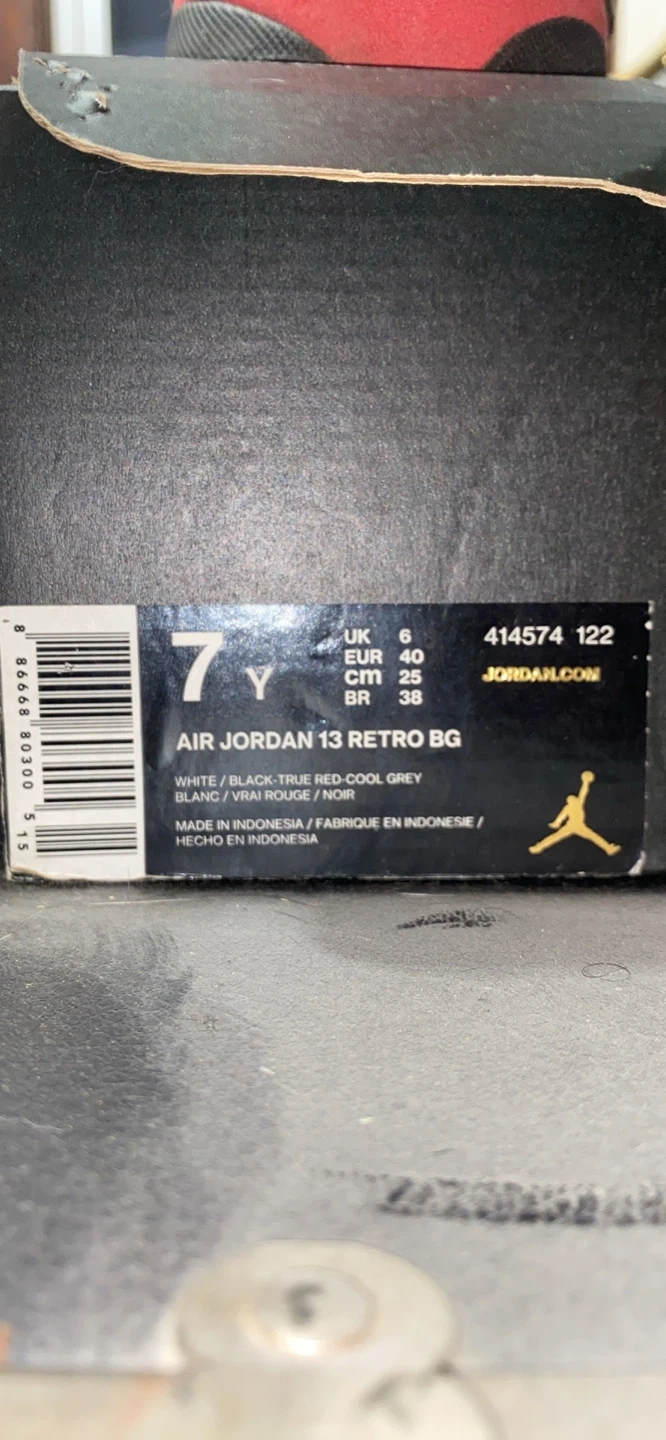 7 Y
UK 6
EUR 40
cm 25
BR 38
414574 122
JORDAN.COM
AIR JORDAN 13 RETRO BG
WHITE / BLACK-TRUE RED-COOL GREY
BLANC / VRAI ROUGE / NOIR
MADE IN INDONESIA / FABRIQUE EN INDONESIE /
HECHO EN INDONESIA
8 86668 80300 5 15